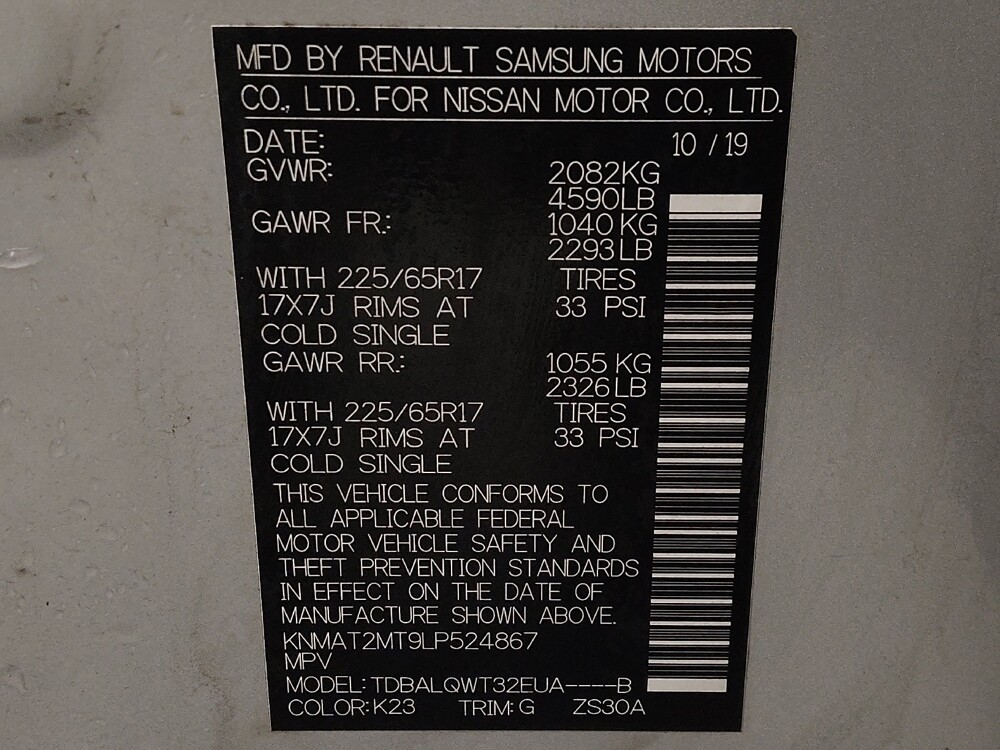 MFD BY RENAULT SAMSUNG MOTORS
CO., LTD. FOR NISSAN MOTOR CO., LTD.
DATE: 10 / 19
GVWR: 2082KG
4590LB
GAWR FR.: 1040 KG
2293 LB
WITH 225/65R17 TIRES
17X7J RIMS AT 33 PSI
COLD SINGLE
GAWR RR.: 1055 KG
2326 LB
WITH 225/65R17 TIRES
17X7J RIMS AT 33 PSI
COLD SINGLE
THIS VEHICLE CONFORMS TO
ALL APPLICABLE FEDERAL
MOTOR VEHICLE SAFETY AND
THEFT PREVENTION STANDARDS
IN EFFECT ON THE DATE OF
MANUFACTURE SHOWN ABOVE.
KNMAT2MT9LP524867
MPV
MODEL: TDBALQWT32EUA----B
COLOR: K23 TRIM: G ZS30A